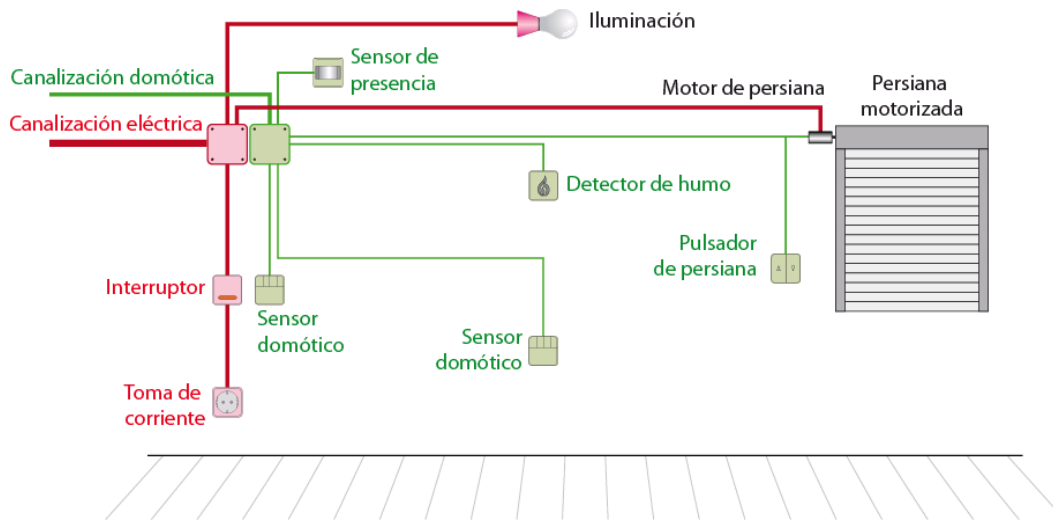 Iluminación
Sensor de
presencia
Canalización domótica
Motor de persiana
Persiana
motorizada
Canalización eléctrica
Detector de humo
Pulsador
de persiana
Interruptor
Sensor
domótico
Sensor
domótico
Toma de
corriente